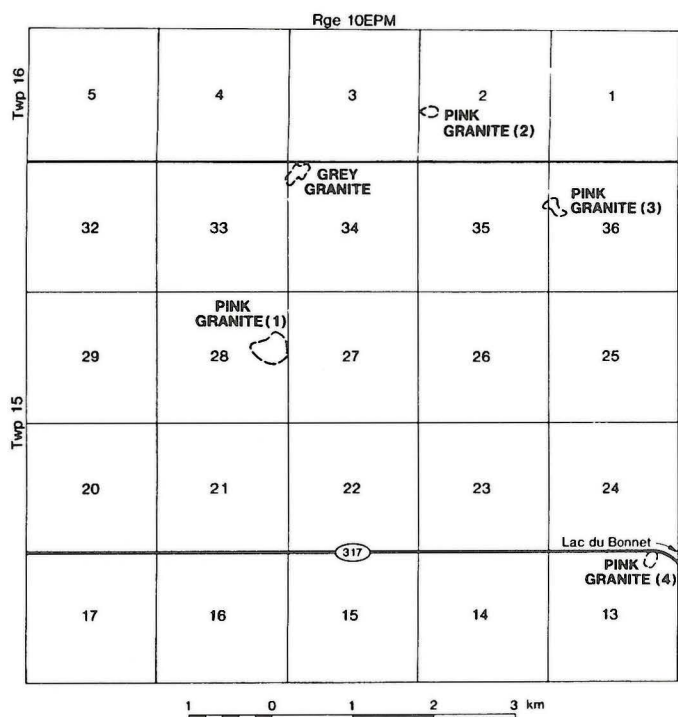 Rge 10EPM
Twp 16
5
4
3
2
1
PINK
GRANITE (2)
GREY
GRANITE
PINK
GRANITE (3)
32
33
34
35
36
PINK
GRANITE (1)
Twp 15
29
28
27
26
25
20
21
22
23
24
Lac du Bonnet
317
PINK
GRANITE (4)
17
16
15
14
13
1 0 1 2 3 km